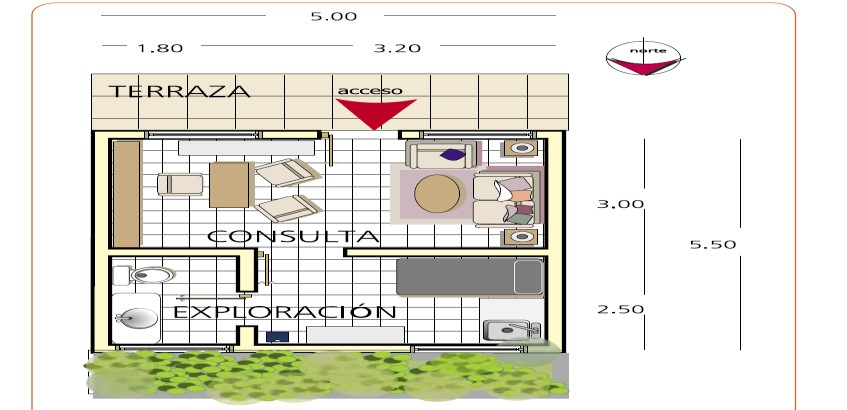 5.00
1.80 3.20
norte
TERRAZA
acceso
3.00
CONSULTA
5.50
2.50
EXPLORACIÓN